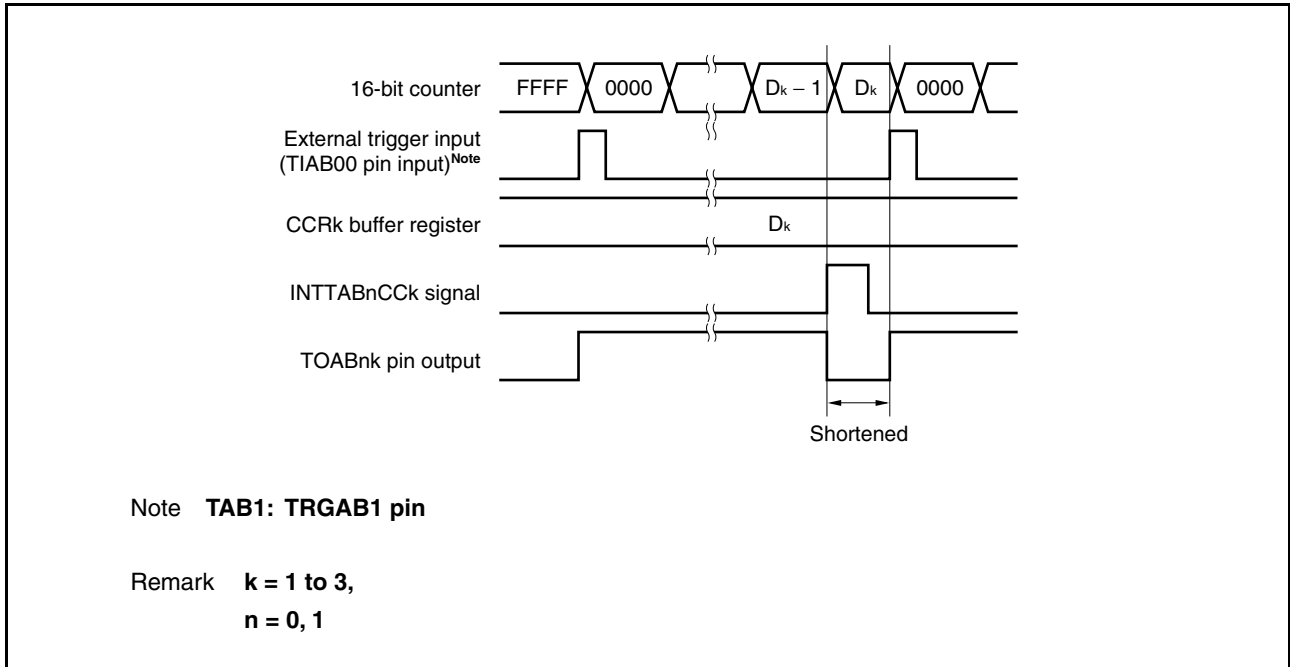 16-bit counter FFFF 0000 Dk − 1 Dk 0000
External trigger input
(TIAB00 pin input)Note
CCRk buffer register Dk
INTTABnCCk signal
TOABnk pin output
Shortened
Note TAB1: TRGAB1 pin
Remark k = 1 to 3,
n = 0, 1